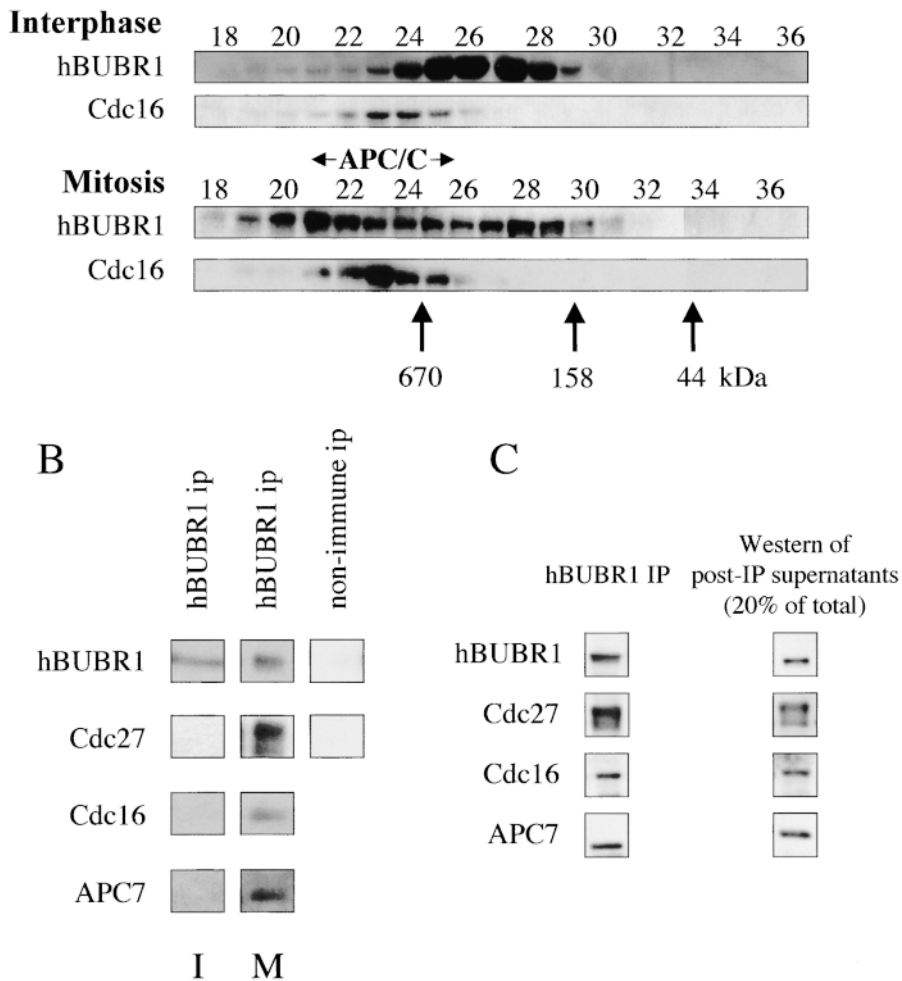 Interphase
18 20 22 24 26 28 30 32 34 36
hBUBR1
Cdc16
←APC/C→
Mitosis
18 20 22 24 26 28 30 32 34 36
hBUBR1
Cdc16
670 158 44 kDa
B
hBUBR1 ip
hBUBR1 ip
non-immune ip
hBUBR1
Cdc27
Cdc16
APC7
I M
C
hBUBR1 IP
Western of
post-IP supernatants
(20% of total)
hBUBR1
Cdc27
Cdc16
APC7